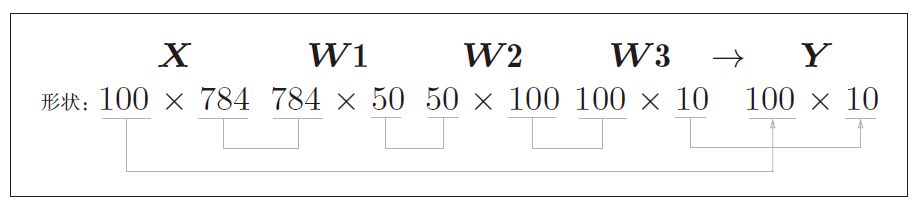 X W1 W2 W3 → Y
形状：100 × 784 784 × 50 50 × 100 100 × 10 100 × 10